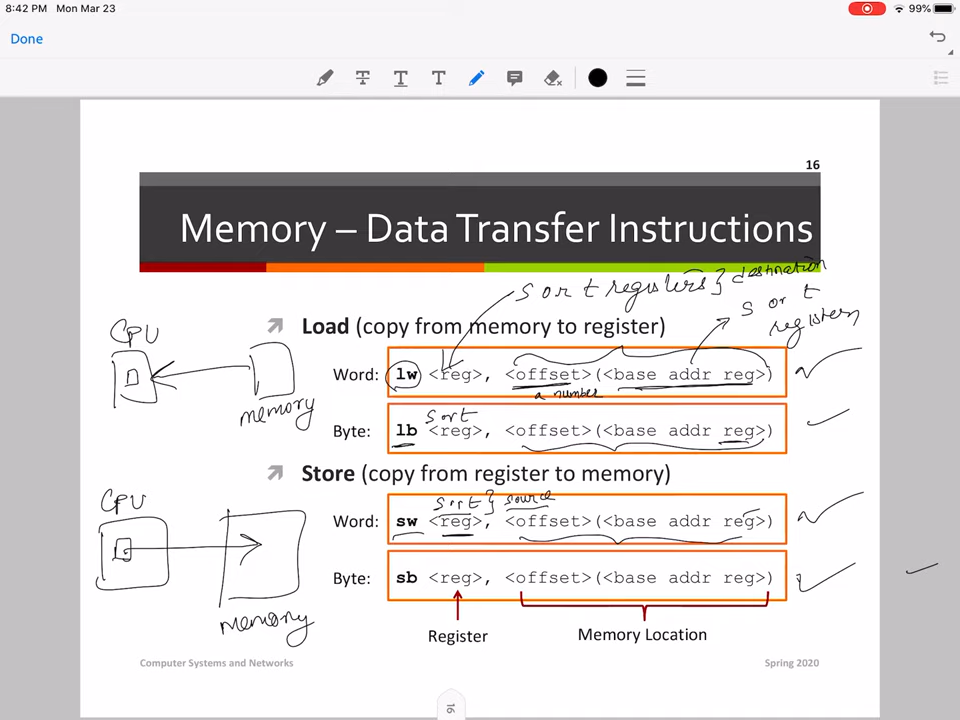 8:42 PM Mon Mar 23
99%
Done
T T T
16
Memory – Data Transfer Instructions
s or t registers } destination
s or t
registers
CPU
Load (copy from memory to register)
Word: lw <reg>, <offset>(<base addr reg>)
a number
memory
s or t
Byte: lb <reg>, <offset>(<base addr reg>)
Store (copy from register to memory)
CPU
s or t } source
Word: sw <reg>, <offset>(<base addr reg>)
Byte: sb <reg>, <offset>(<base addr reg>)
memory
Register Memory Location
Computer Systems and Networks Spring 2020
16